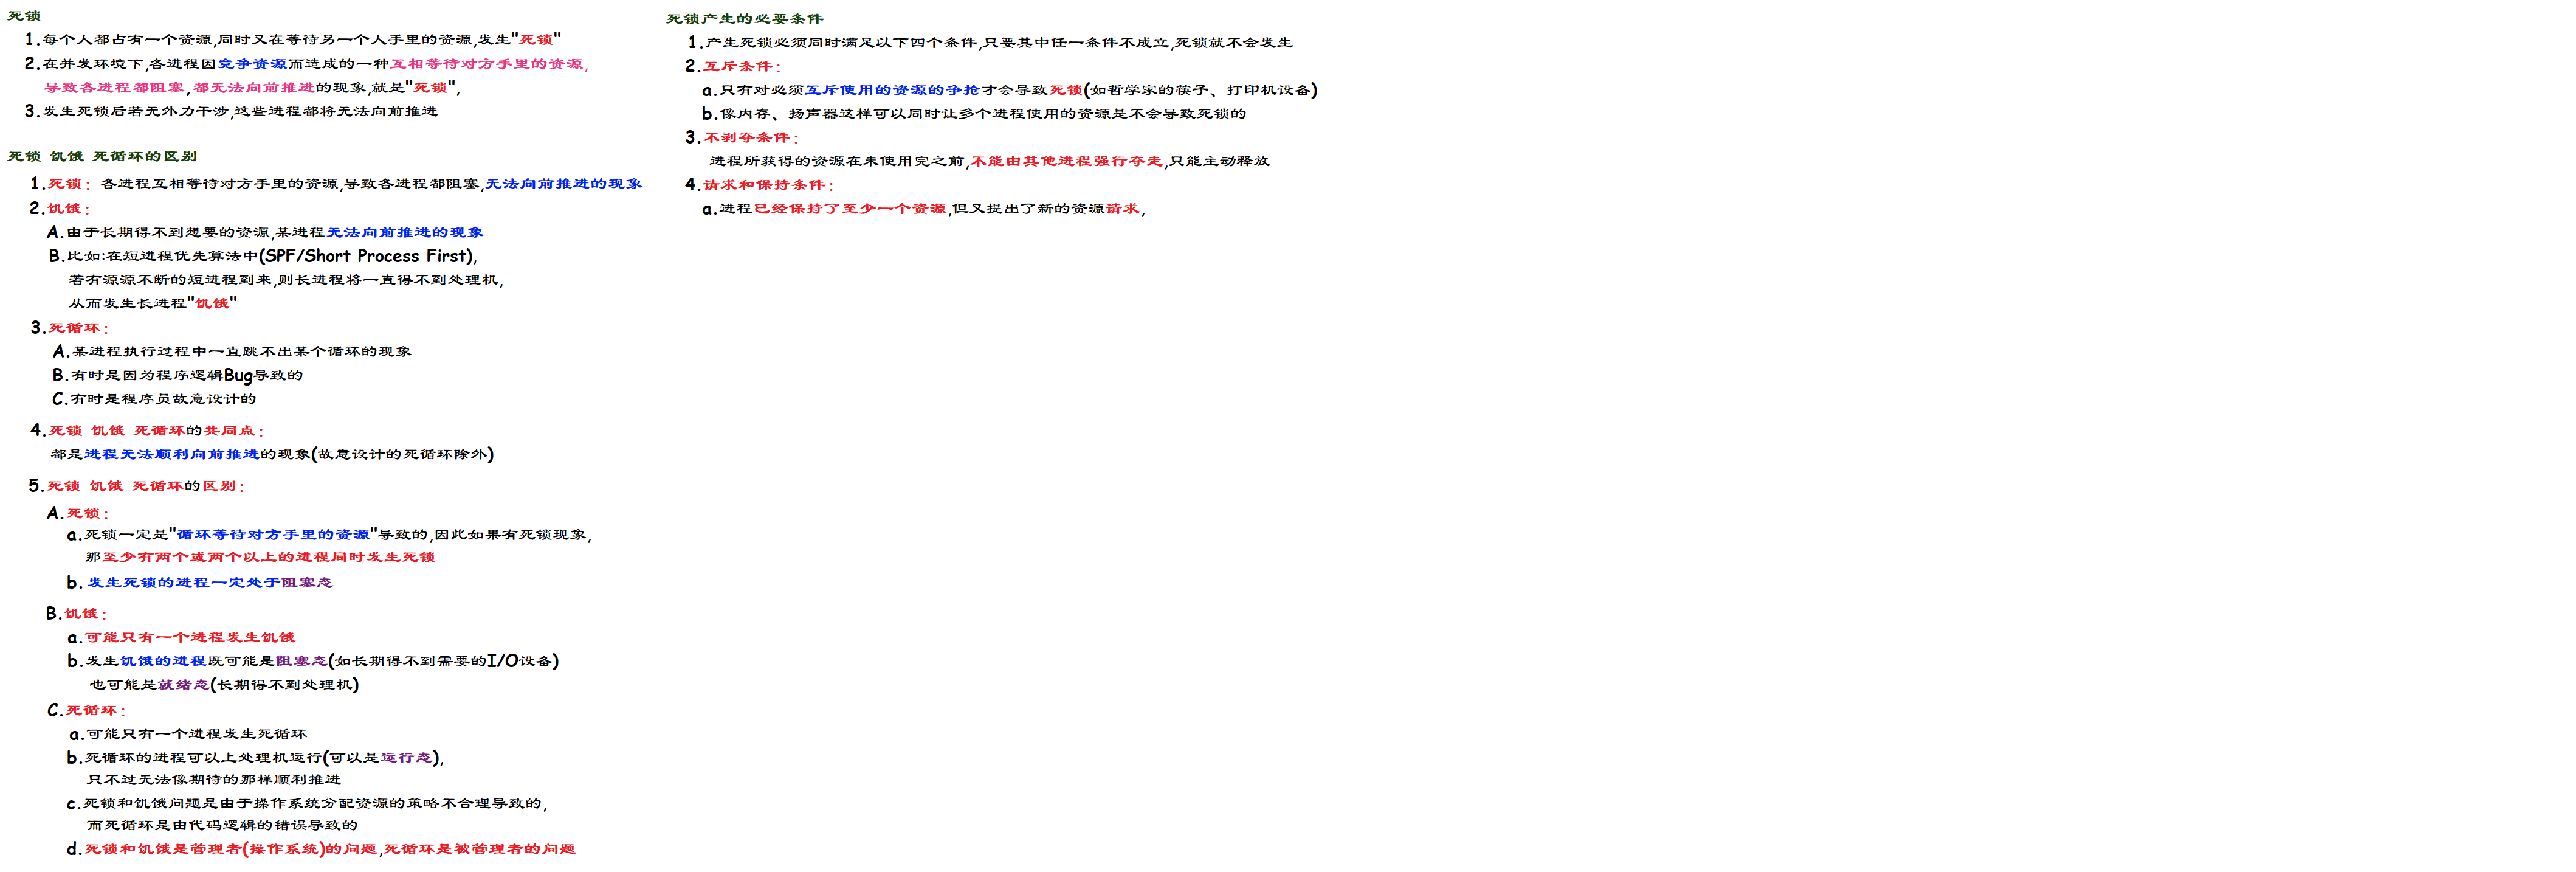 死锁
1.每个人都占有一个资源,同时又在等待另一个人手里的资源,发生"死锁"
2.在并发环境下,各进程因竞争资源而造成的一种互相等待对方手里的资源,
导致各进程都阻塞,都无法向前推进的现象,就是"死锁",
3.发生死锁后若无外力干涉,这些进程都将无法向前推进
死锁 饥饿 死循环的区别
1.死锁: 各进程互相等待对方手里的资源,导致各进程都阻塞,无法向前推进的现象
2.饥饿:
A.由于长期得不到想要的资源,某进程无法向前推进的现象
B.比如:在短进程优先算法中(SPF/Short Process First),
若有源源不断的短进程到来,则长进程将一直得不到处理机,
从而发生长进程"饥饿"
3.死循环:
A.某进程执行过程中一直跳不出某个循环的现象
B.有时是因为程序逻辑Bug导致的
C.有时是程序员故意设计的
4.死锁 饥饿 死循环的共同点:
都是进程无法顺利向前推进的现象(故意设计的死循环除外)
5.死锁 饥饿 死循环的区别:
A.死锁:
a.死锁一定是"循环等待对方手里的资源"导致的,因此如果有死锁现象,
那至少有两个或两个以上的进程同时发生死锁
b.发生死锁的进程一定处于阻塞态
B.饥饿:
a.可能只有一个进程发生饥饿
b.发生饥饿的进程既可能是阻塞态(如长期得不到需要的I/O设备)
也可能是就绪态(长期得不到处理机)
C.死循环:
a.可能只有一个进程发生死循环
b.死循环的进程可以上处理机运行(可以是运行态),
只不过无法像期待的那样顺利推进
c.死锁和饥饿问题是由于操作系统分配资源的策略不合理导致的,
而死循环是由代码逻辑的错误导致的
d.死锁和饥饿是管理者(操作系统)的问题,死循环是被管理者的问题
死锁产生的必要条件
1.产生死锁必须同时满足以下四个条件,只要其中任一条件不成立,死锁就不会发生
2.互斥条件:
a.只有对必须互斥使用的资源的争抢才会导致死锁(如哲学家的筷子、打印机设备)
b.像内存、扬声器这样可以同时让多个进程使用的资源是不会导致死锁的
3.不剥夺条件:
进程所获得的资源在未使用完之前,不能由其他进程强行夺走,只能主动释放
4.请求和保持条件:
a.进程已经保持了至少一个资源,但又提出了新的资源请求,